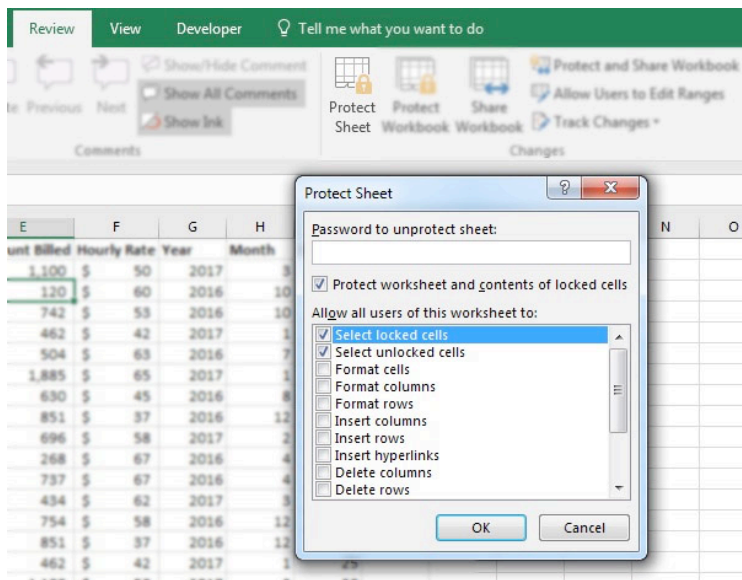 Review View Developer Tell me what you want to do
Show/Hide Comment
Previous Next Show All Comments
Show Ink
Comments
Protect Sheet
Protect Workbook
Share Workbook
Protect and Share Workbook
Allow Users to Edit Ranges
Track Changes
Changes
E F G H N O
unt Billed Hourly Rate Year Month
1,100 $ 50 2017 3
120 $ 60 2016 10
742 $ 53 2016 10
462 $ 42 2017 1
504 $ 63 2016 7
1,885 $ 65 2017 1
630 $ 45 2016 8
851 $ 37 2016 12
696 $ 58 2017 2
268 $ 67 2016 4
737 $ 67 2016 4
434 $ 62 2017 3
754 $ 58 2016 12
851 $ 37 2016 12
462 $ 42 2017 1 25
Protect Sheet
Password to unprotect sheet:
Protect worksheet and contents of locked cells
Allow all users of this worksheet to:
Select locked cells
Select unlocked cells
Format cells
Format columns
Format rows
Insert columns
Insert rows
Insert hyperlinks
Delete columns
Delete rows
OK Cancel